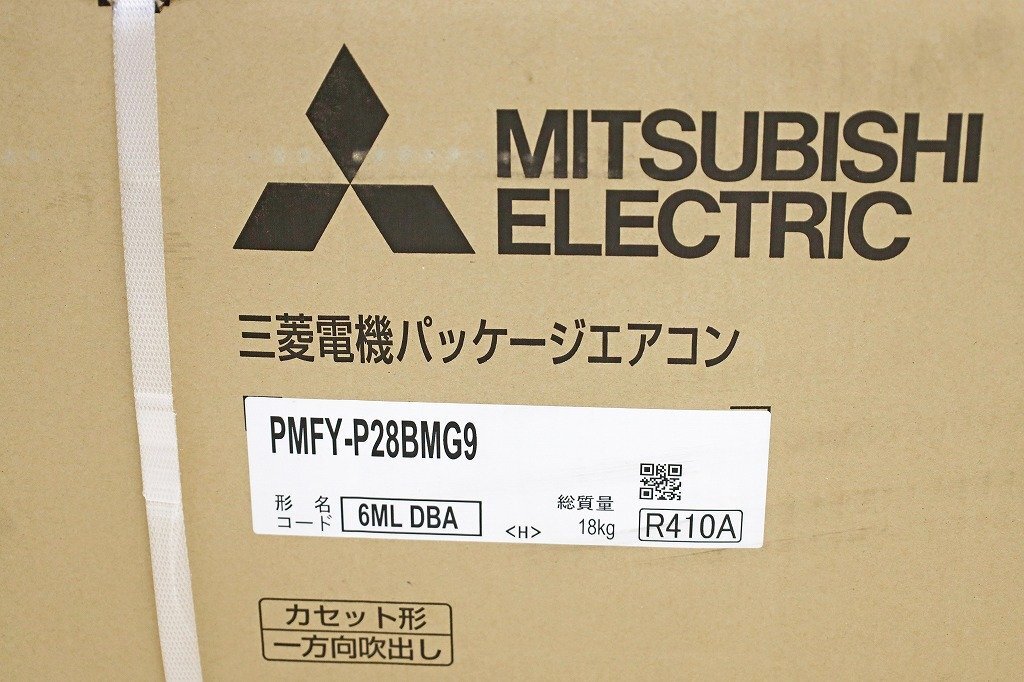 MITSUBISHI
ELECTRIC
三菱電機パッケージエアコン
PMFY-P28BMG9
形 名
コード
6ML DBA
<H>
総質量
18kg
R410A
カセット形
一方向吹出し